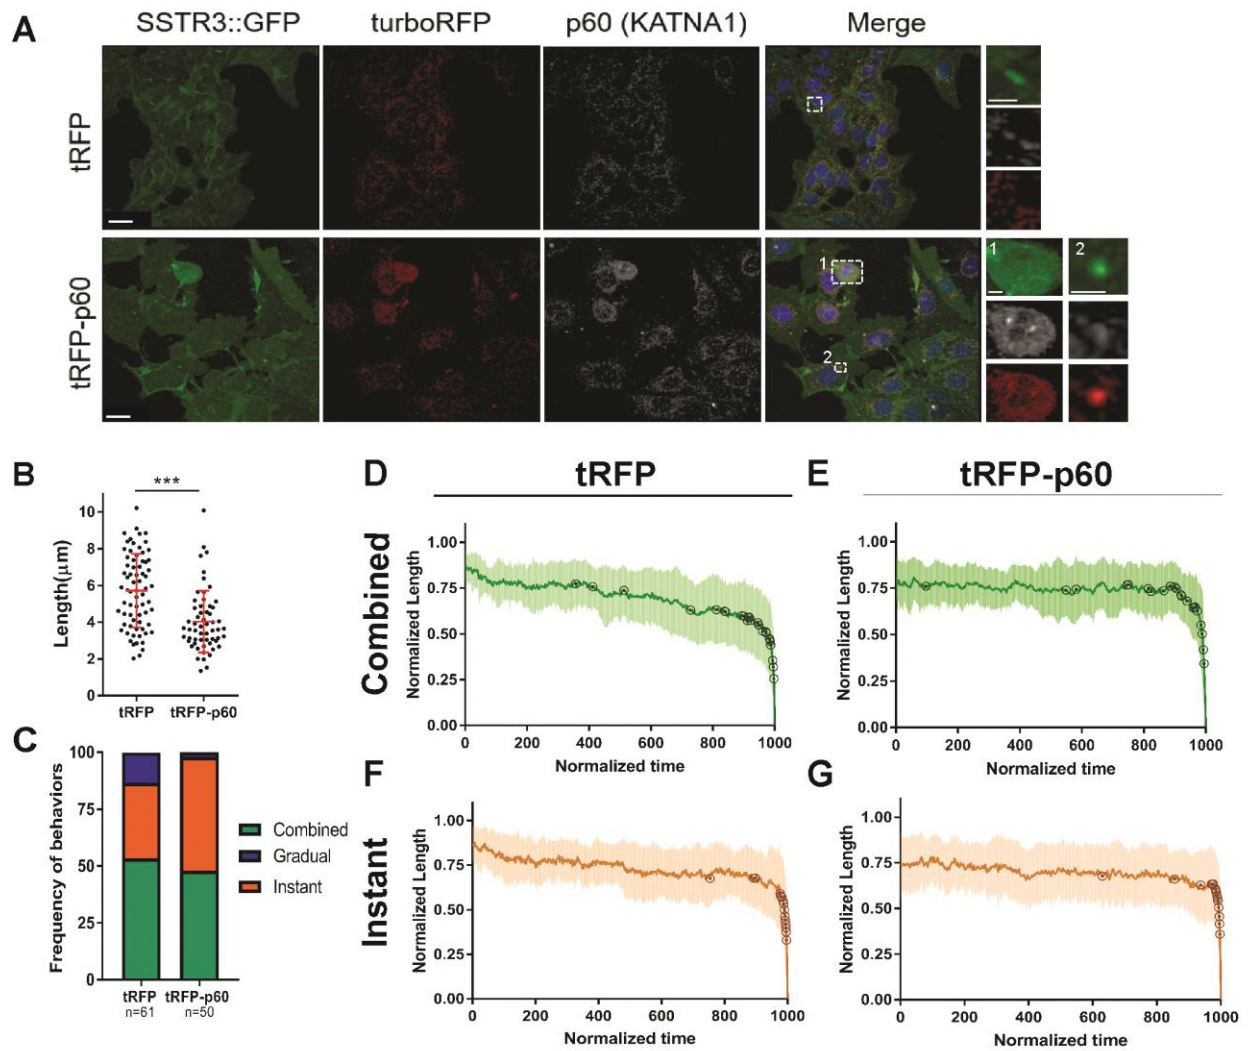 A
SSTR3::GFP turboRFP p60 (KATNA1) Merge
tRFP
tRFP-p60
1
2
1 2
B
***
Length(μm)
10
8
6
4
2
0
tRFP tRFP-p60
C
Frequency of behaviors
100
75
50
25
0
tRFP tRFP-p60
n=61 n=50
Combined
Gradual
Instant
D tRFP
Combined
Normalized Length
1.00
0.75
0.50
0.25
0.00
0 200 400 600 800 1000
Normalized time
E tRFP-p60
Normalized Length
1.00
0.75
0.50
0.25
0.00
0 200 400 600 800 1000
Normalized time
F
Instant
Normalized Length
1.00
0.75
0.50
0.25
0.00
0 200 400 600 800 1000
Normalized time
G
Normalized Length
1.00
0.75
0.50
0.25
0.00
0 200 400 600 800 1000
Normalized time